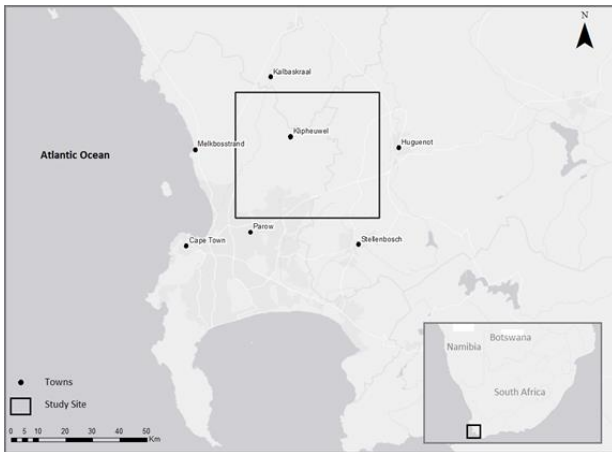 N
Kalbaskraal
Klipheuwel
Melkbosstrand
Huguenot
Atlantic Ocean
Parow
Cape Town
Stellenbosch
Namibia
Botswana
South Africa
Towns
Study Site
0 5 10 20 30 40 50
Km